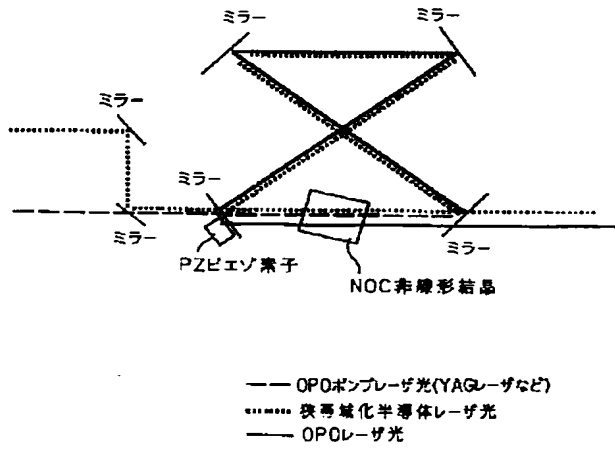 ミラー
ミラー
ミラー
ミラー
ミラー
ミラー
PZピエゾ素子
NOC非線形結晶
OPOポンプレーザ光(YAGレーザなど)
狭帯域化半導体レーザ光
OPOレーザ光